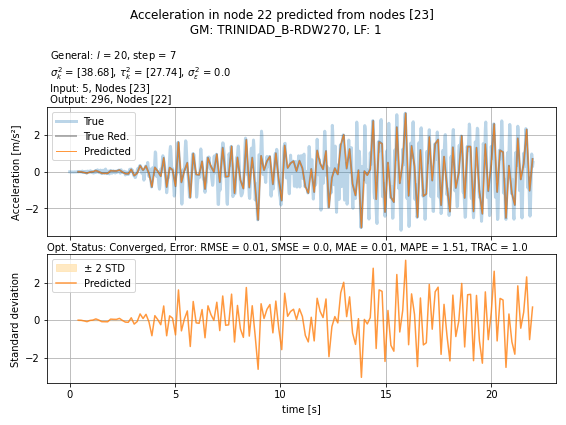 Acceleration in node 22 predicted from nodes [23]
GM: TRINIDAD_B-RDW270, LF: 1
General: l = 20, step = 7
σ²ₖ = [38.68], τ²ₖ = [27.74], σ²ε = 0.0
Input: 5, Nodes [23]
Output: 296, Nodes [22]
True
True Red.
Predicted
Acceleration [m/s²]
2
0
−2
Opt. Status: Converged, Error: RMSE = 0.01, SMSE = 0.0, MAE = 0.01, MAPE = 1.51, TRAC = 1.0
± 2 STD
Predicted
Standard deviation
2
0
−2
0 5 10 15 20
time [s]